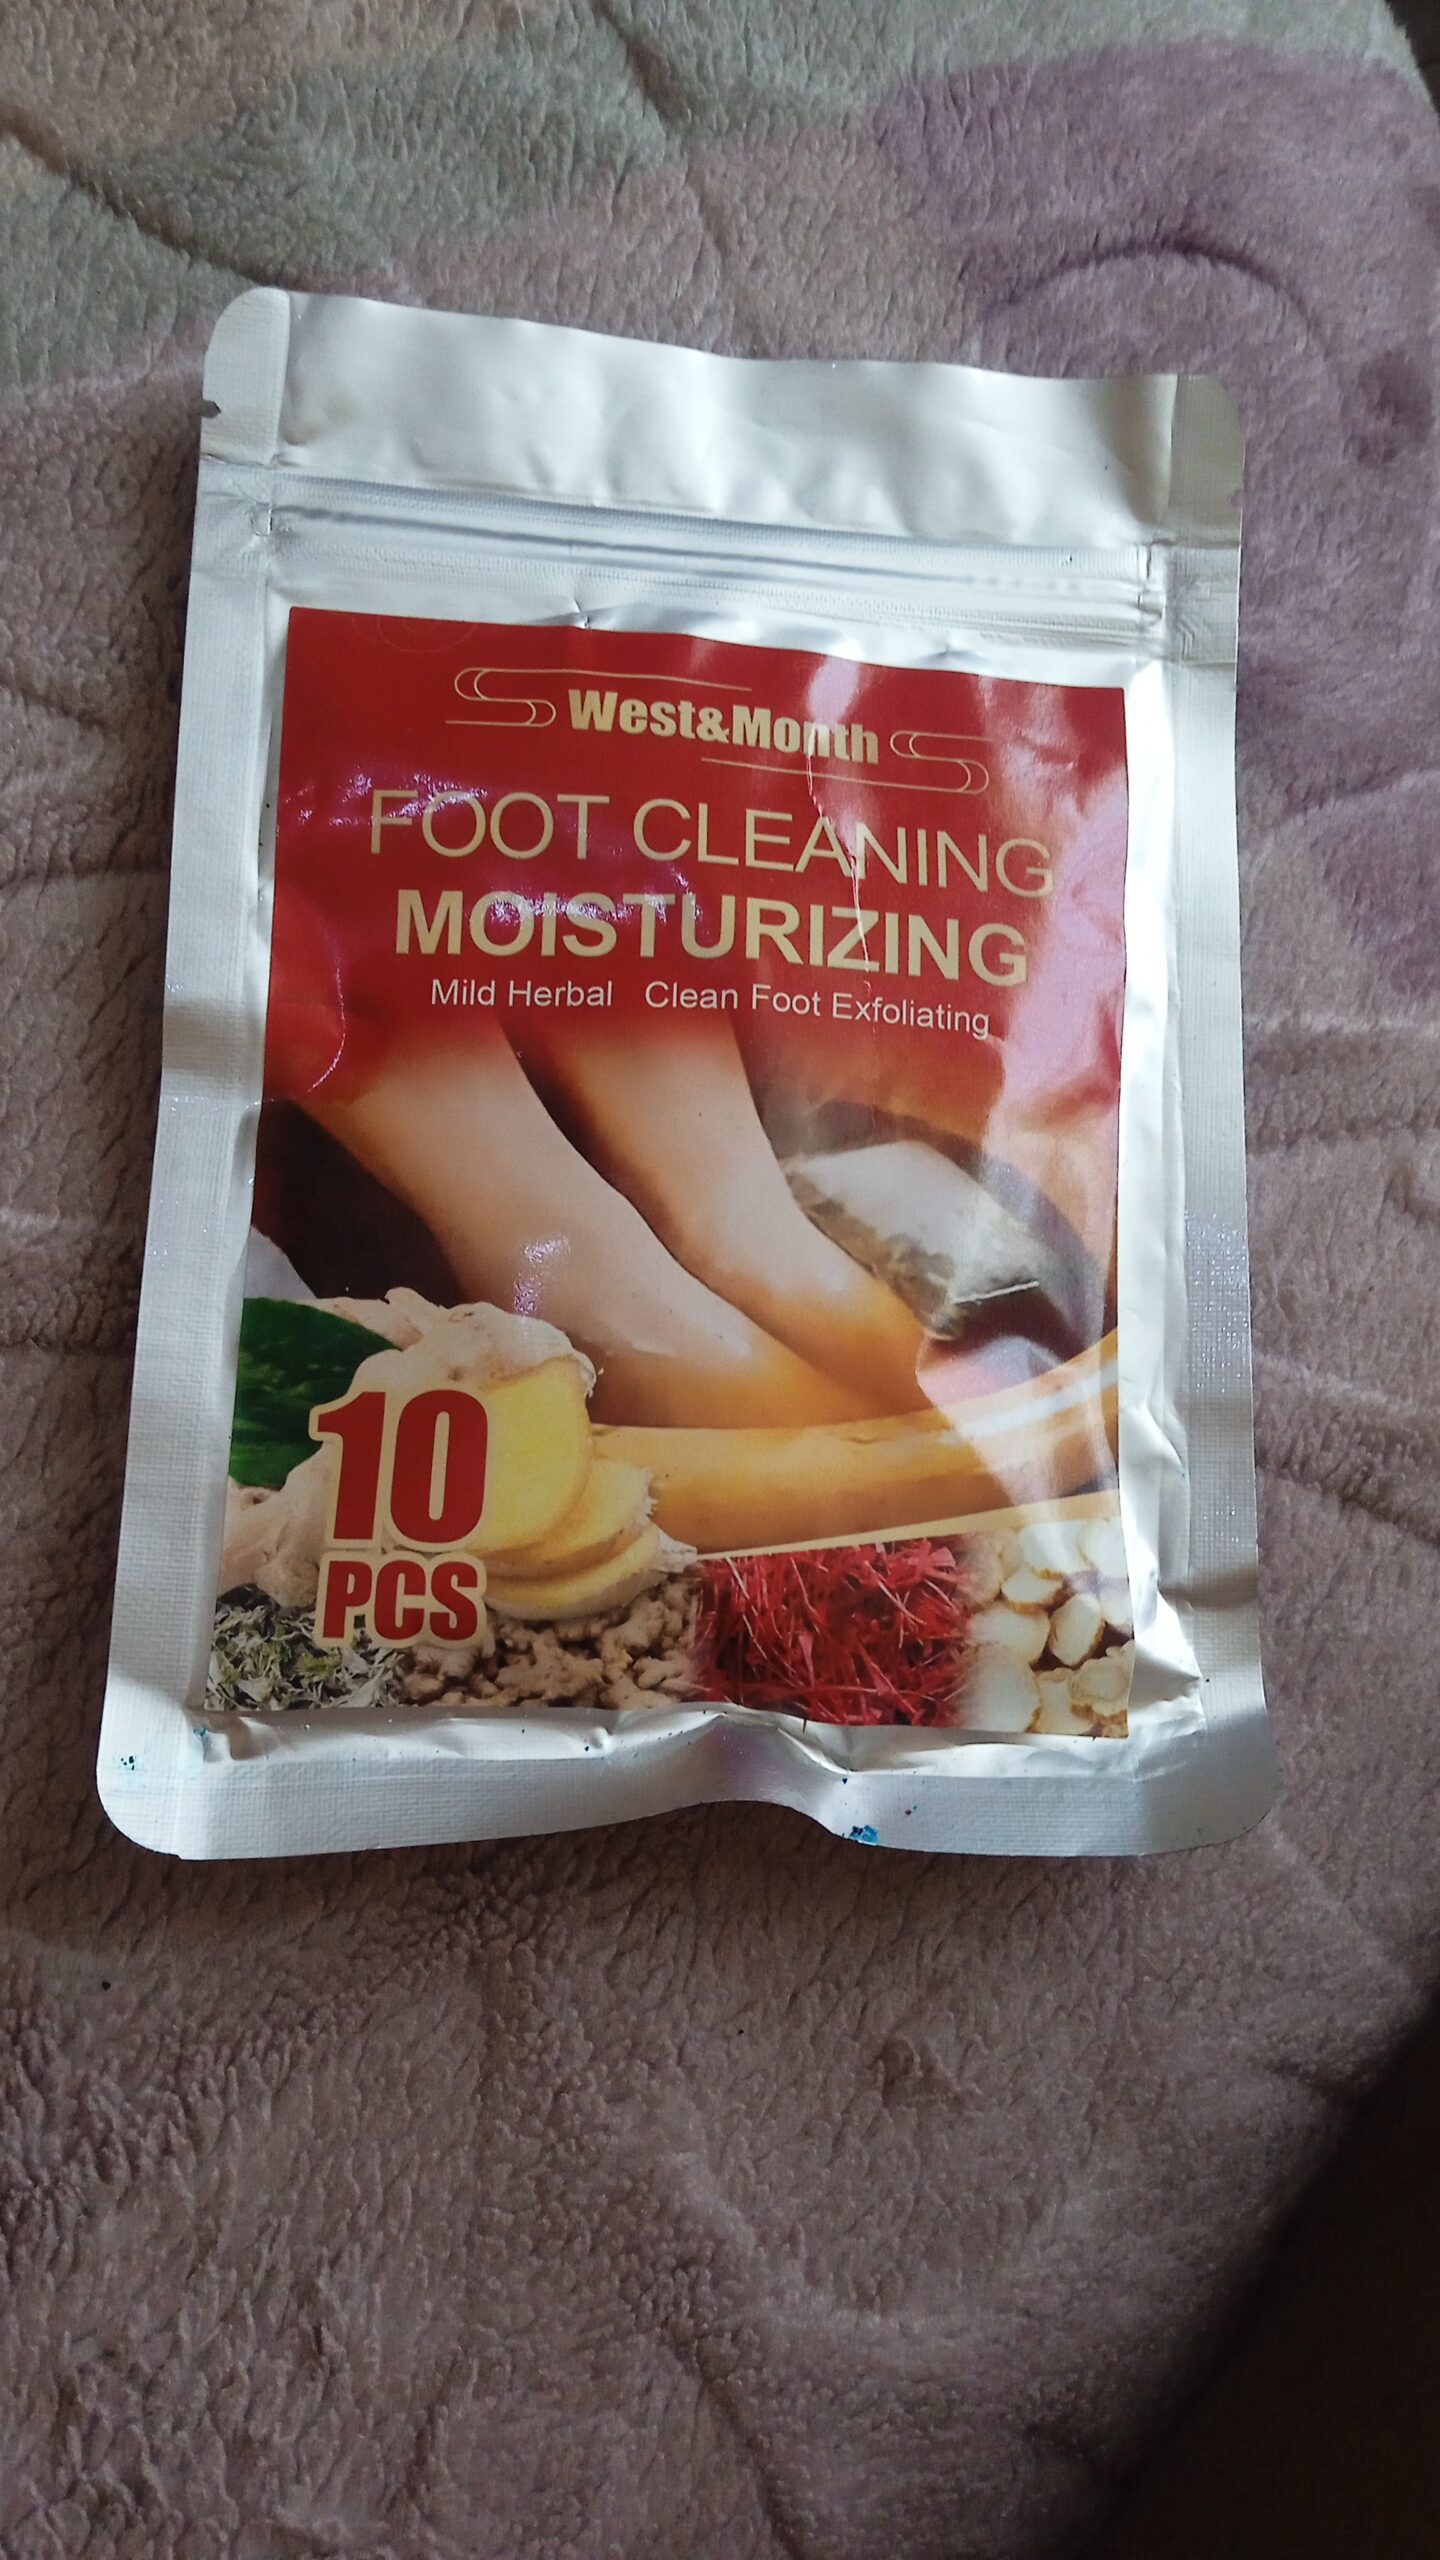 West&Month
FOOT CLEANING
MOISTURIZING
Mild Herbal Clean Foot Exfoliating
10
PCS